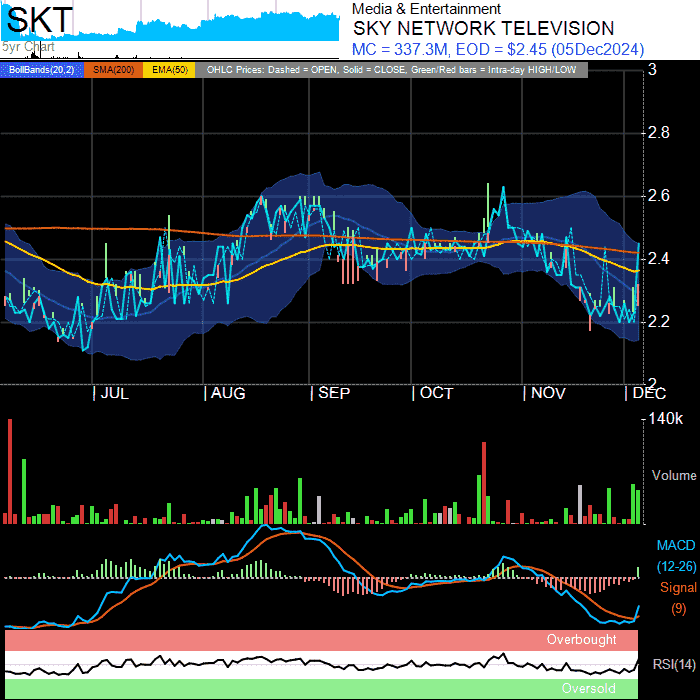 SKT
5yr Chart
Media & Entertainment
SKY NETWORK TELEVISION
MC = 337.3M, EOD = $2.45 (05Dec2024)
BollBands(20,2) SMA(200) EMA(50) OHLC Prices: Dashed = OPEN, Solid = CLOSE, Green/Red bars = Intra-day HIGH/LOW
3
2.8
2.6
2.4
2.2
2
JUL AUG SEP OCT NOV DEC
140k
Volume
MACD
(12-26)
Signal
(9)
Overbought
RSI(14)
Oversold